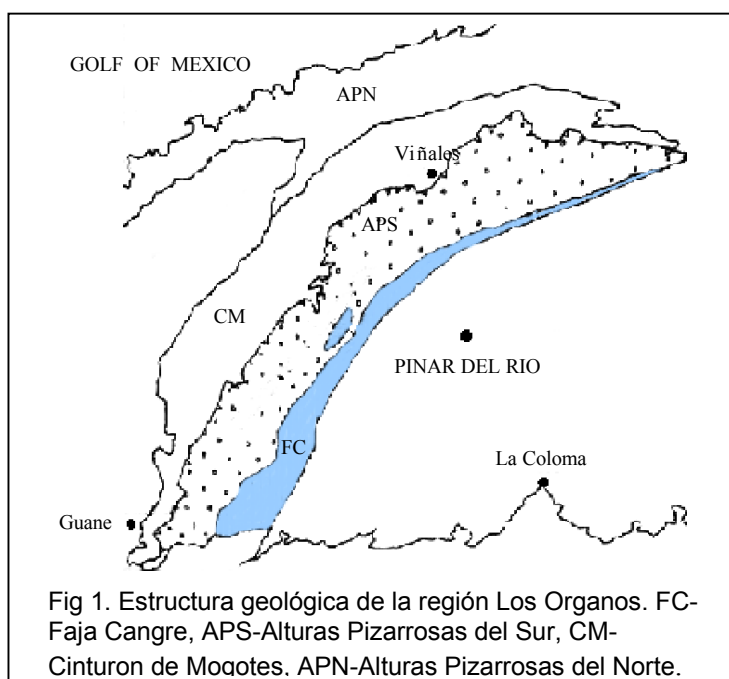 GOLF OF MEXICO
APN
Viñales
APS
CM
PINAR DEL RIO
FC
La Coloma
Guane
Fig 1. Estructura geológica de la región Los Organos. FC-
Faja Cangre, APS-Alturas Pizarrosas del Sur, CM-
Cinturon de Mogotes, APN-Alturas Pizarrosas del Norte.